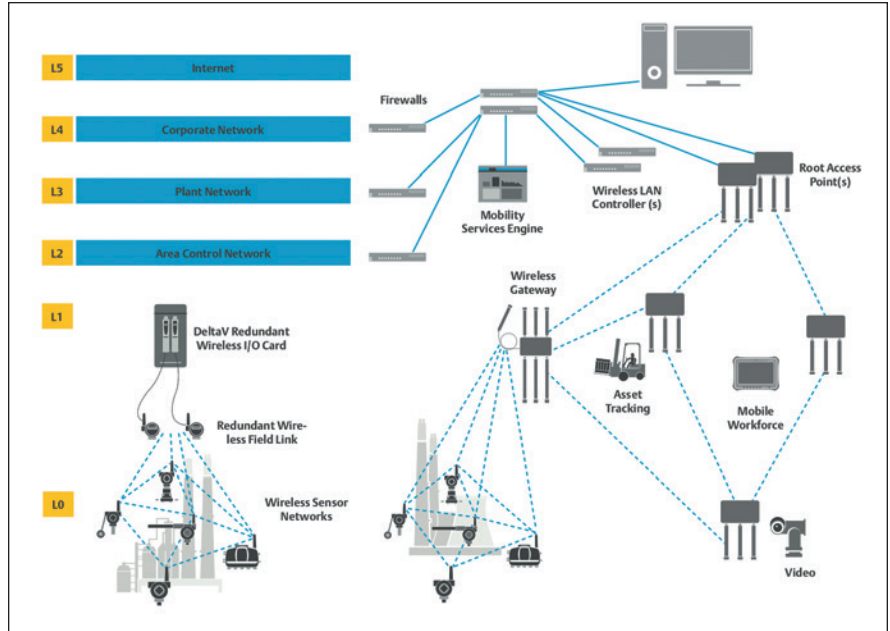 L5
Internet
Firewalls
L4
Corporate Network
L3
Plant Network
Mobility
Services Engine
Wireless LAN
Controller (s)
Root Access
Point(s)
L2
Area Control Network
L1
DeltaV Redundant
Wireless I/O Card
Wireless
Gateway
Asset
Tracking
Mobile
Workforce
Redundant Wire-
less Field Link
L0
Wireless Sensor
Networks
Video